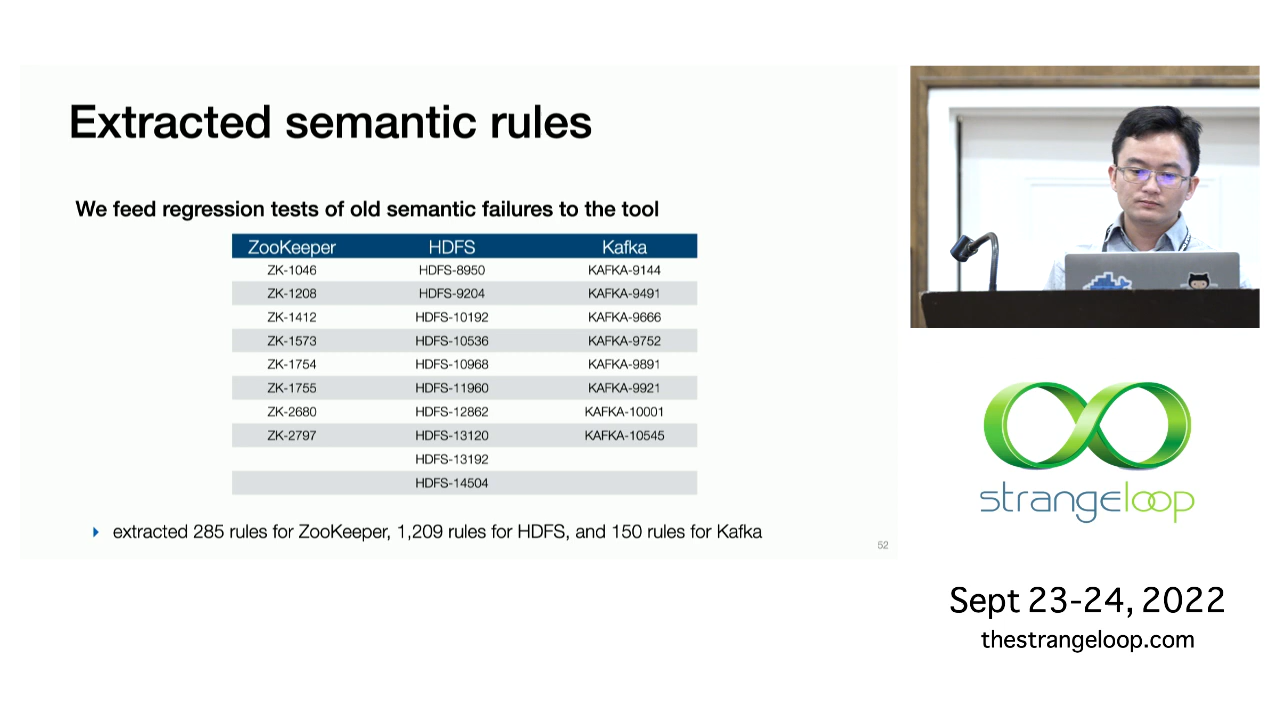 Extracted semantic rules
We feed regression tests of old semantic failures to the tool
ZooKeeper HDFS Kafka
ZK-1046 HDFS-8950 KAFKA-9144
ZK-1208 HDFS-9204 KAFKA-9491
ZK-1412 HDFS-10192 KAFKA-9666
ZK-1573 HDFS-10536 KAFKA-9752
ZK-1754 HDFS-10968 KAFKA-9891
ZK-1755 HDFS-11960 KAFKA-9921
ZK-2680 HDFS-12862 KAFKA-10001
ZK-2797 HDFS-13120 KAFKA-10545
HDFS-13192
HDFS-14504
extracted 285 rules for ZooKeeper, 1,209 rules for HDFS, and 150 rules for Kafka
52
strangeloop
Sept 23-24, 2022
thestrangeloop.com